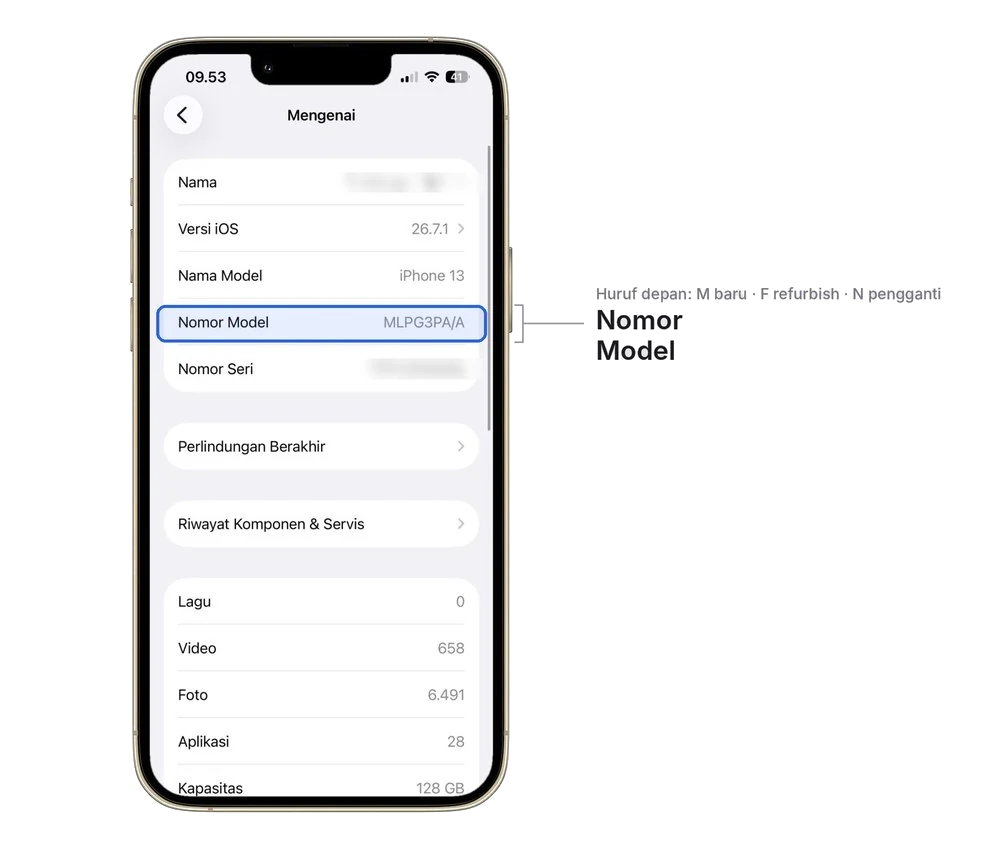 09.53
41
Mengenai
Nama
Versi iOS 26.7.1
Nama Model iPhone 13
Nomor Model MLPG3PA/A
Nomor Seri
Perlindungan Berakhir
Riwayat Komponen & Servis
Lagu 0
Video 658
Foto 6.491
Aplikasi 28
Kapasitas 128 GB
Huruf depan: M baru · F refurbish · N pengganti
Nomor
Model